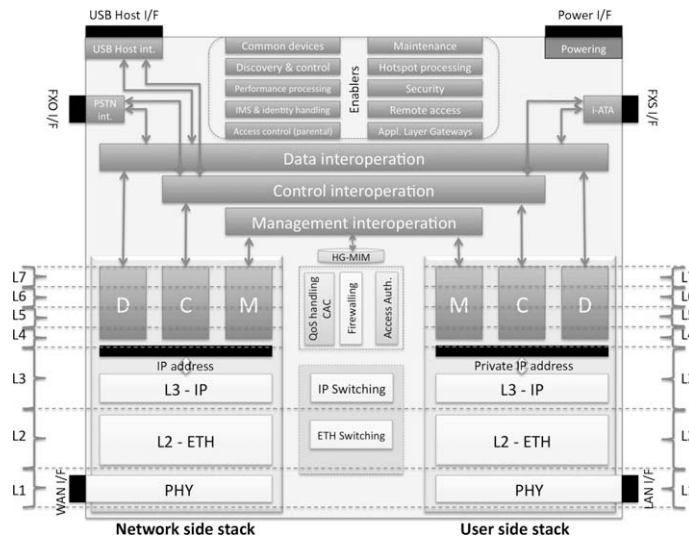 USB Host I/F
Power I/F
USB Host int.
Powering
Common devices
Maintenance
Discovery & control
Hotspot processing
Performance processing
Security
IMS & identity handling
Remote access
Access control (parental)
Appl. Layer Gateways
Enablers
FXO I/F
PSTN
int.
i-ATA
FXS I/F
Data interoperation
Control interoperation
Management interoperation
HG-MIM
L7
L6
L5
L4
D
C
M
QoS handling
CAC
Firewalling
Access Auth.
M
C
D
IP address
Private IP address
L3
L3 - IP
IP Switching
L3 - IP
L2
L2 - ETH
ETH Switching
L2 - ETH
L1
WAN I/F
PHY
PHY
LAN I/F
Network side stack
User side stack